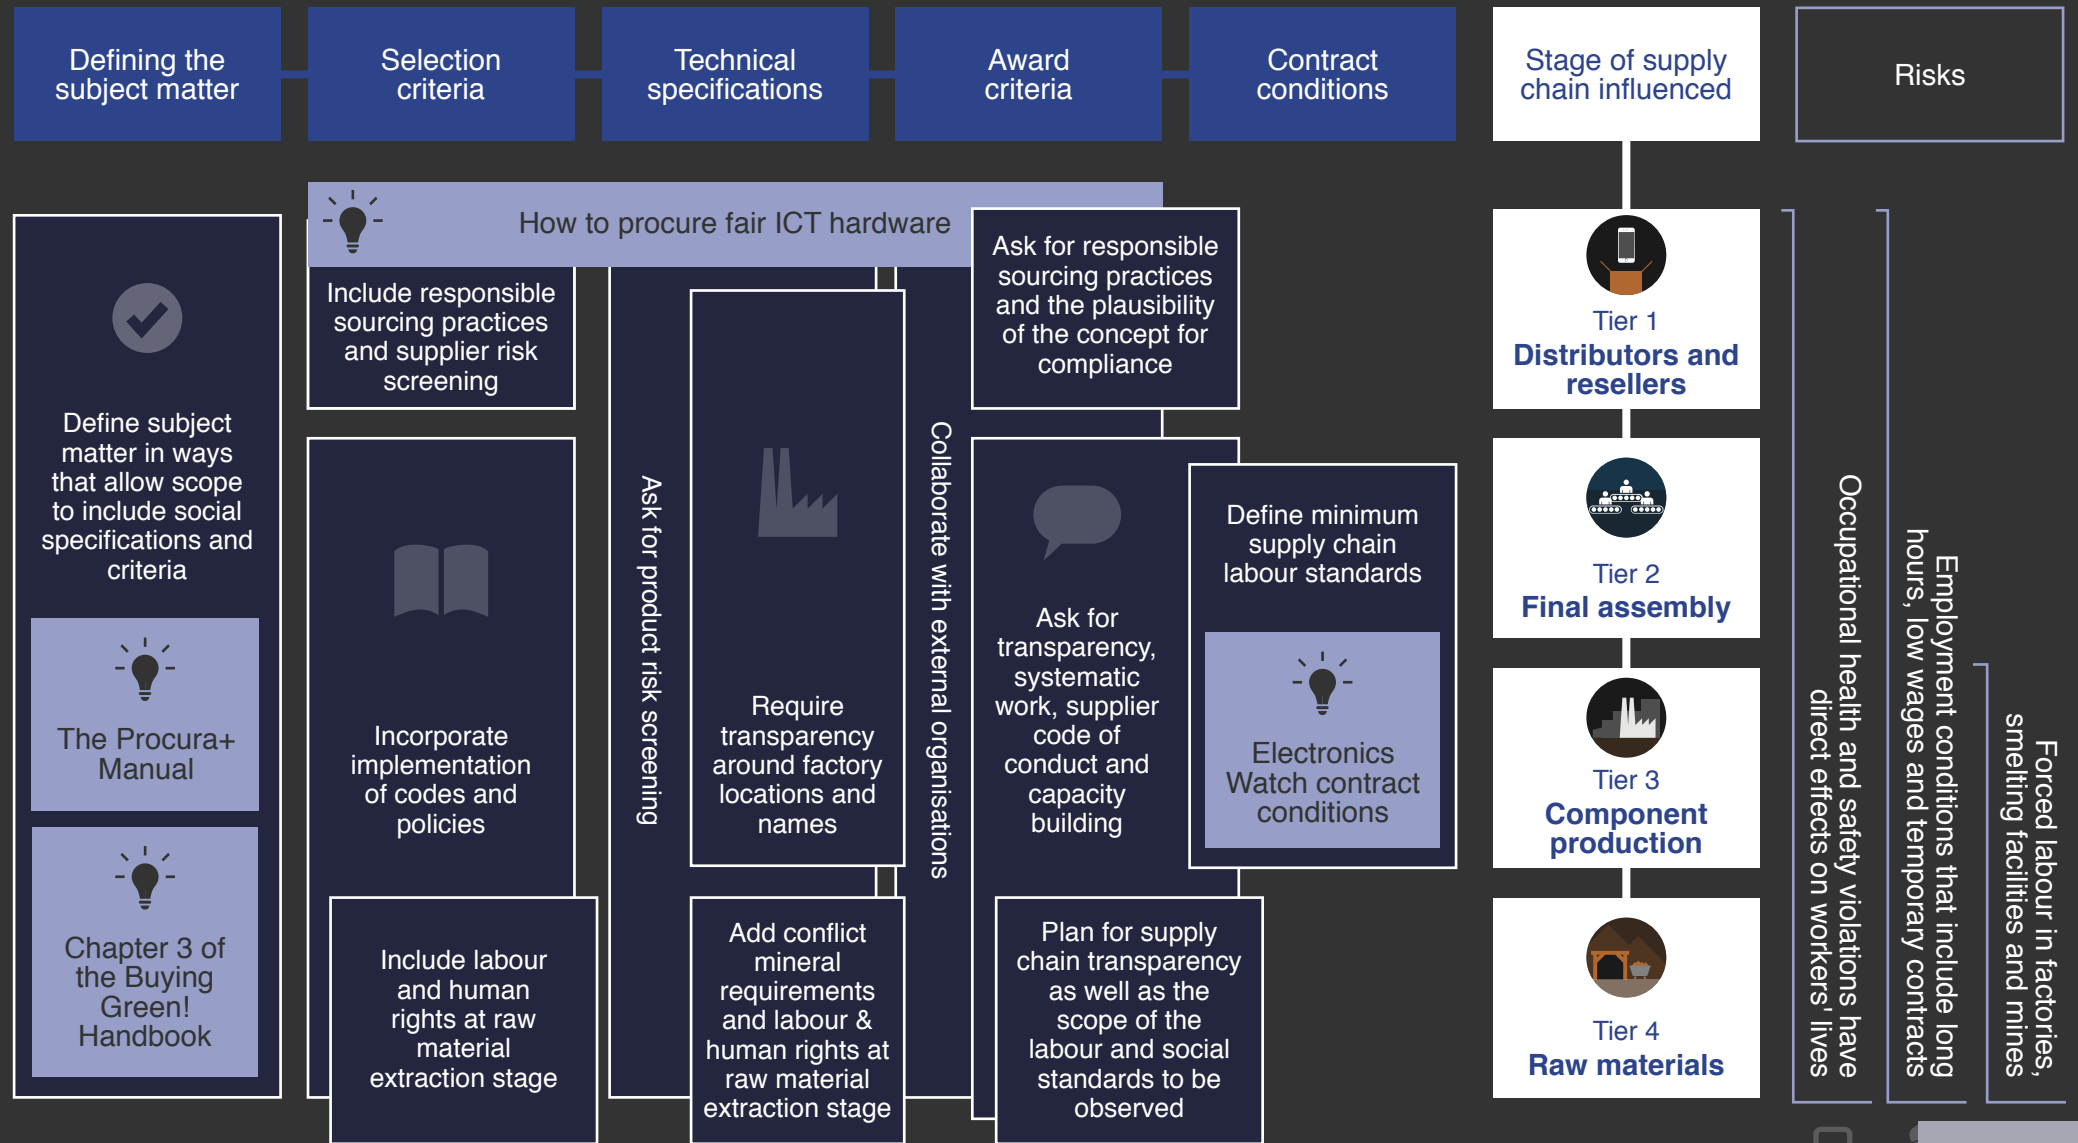 Defining the
subject matter
Selection
criteria
Technical
specifications
Award
criteria
Contract
conditions
Stage of supply
chain influenced
Risks
How to procure fair ICT hardware
Define subject
matter in ways
that allow scope
to include social
specifications and
criteria
The Procura+
Manual
Chapter 3 of
the Buying
Green!
Handbook
Include responsible
sourcing practices
and supplier risk
screening
Incorporate
implementation
of codes and
policies
Include labour
and human
rights at raw
material
extraction stage
Ask for product risk screening
Require
transparency
around factory
locations and
names
Add conflict
mineral
requirements
and labour &
human rights at
raw material
extraction stage
Collaborate with external organisations
Ask for responsible
sourcing practices
and the plausibility
of the concept for
compliance
Ask for
transparency,
systematic
work, supplier
code of
conduct and
capacity
building
Plan for supply
chain transparency
as well as the
scope of the
labour and social
standards to be
observed
Define minimum
supply chain
labour standards
Electronics
Watch contract
conditions
Tier 1
Distributors and
resellers
Tier 2
Final assembly
Tier 3
Component
production
Tier 4
Raw materials
Occupational health and safety violations have
direct effects on workers' lives
Employment conditions that include long
hours, low wages and temporary contracts
Forced labour in factories,
smelting facilities and mines